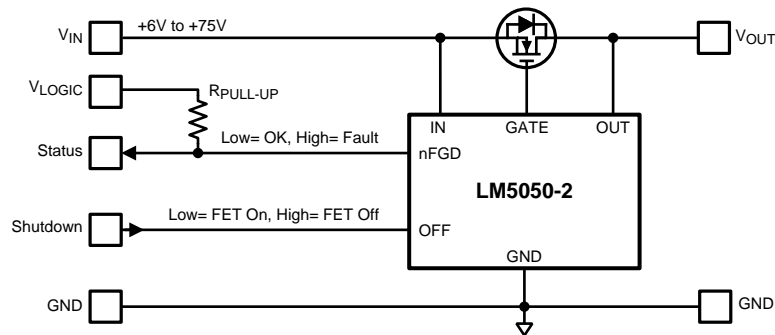 VIN
+6V to +75V
VOUT
VLOGIC
RPULL-UP
IN
GATE
OUT
Status
Low= OK, High= Fault
nFGD
LM5050-2
Shutdown
Low= FET On, High= FET Off
OFF
GND
GND
GND